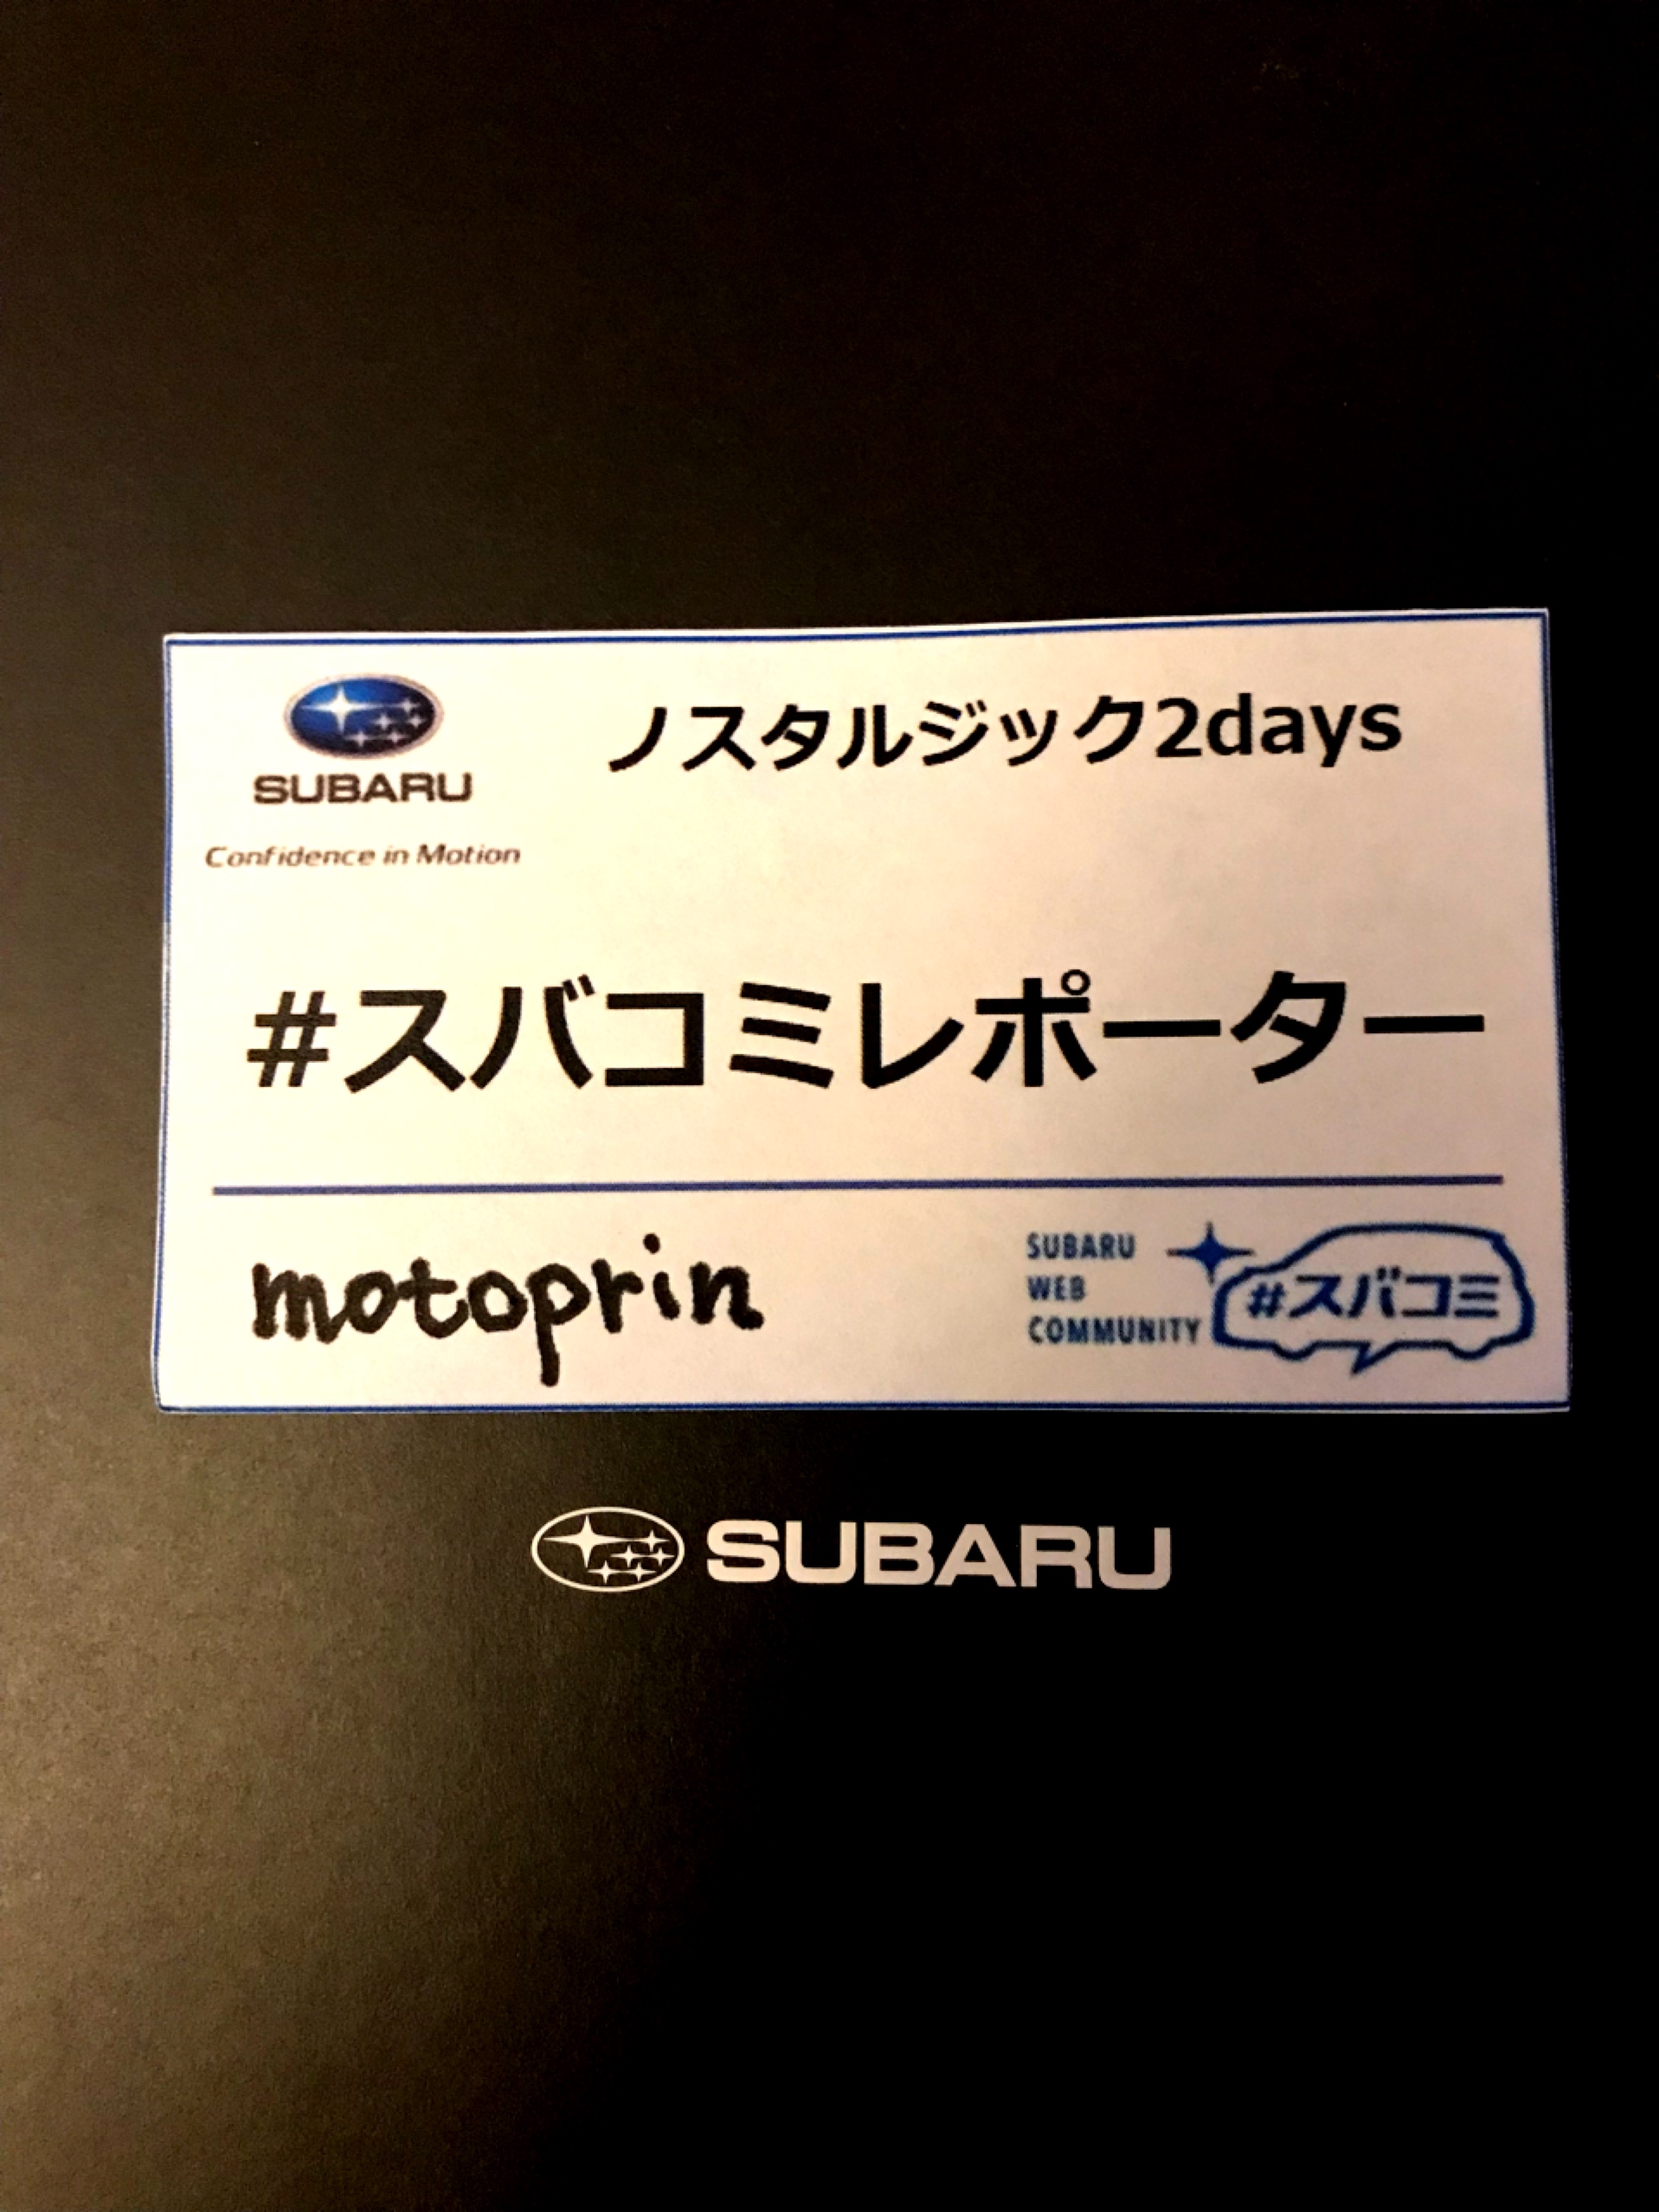 ノスタルジック2days
SUBARU
Confidence in Motion
#スバコミレポーター
motoprin
SUBARU
WEB
COMMUNITY
#スバコミ
SUBARU